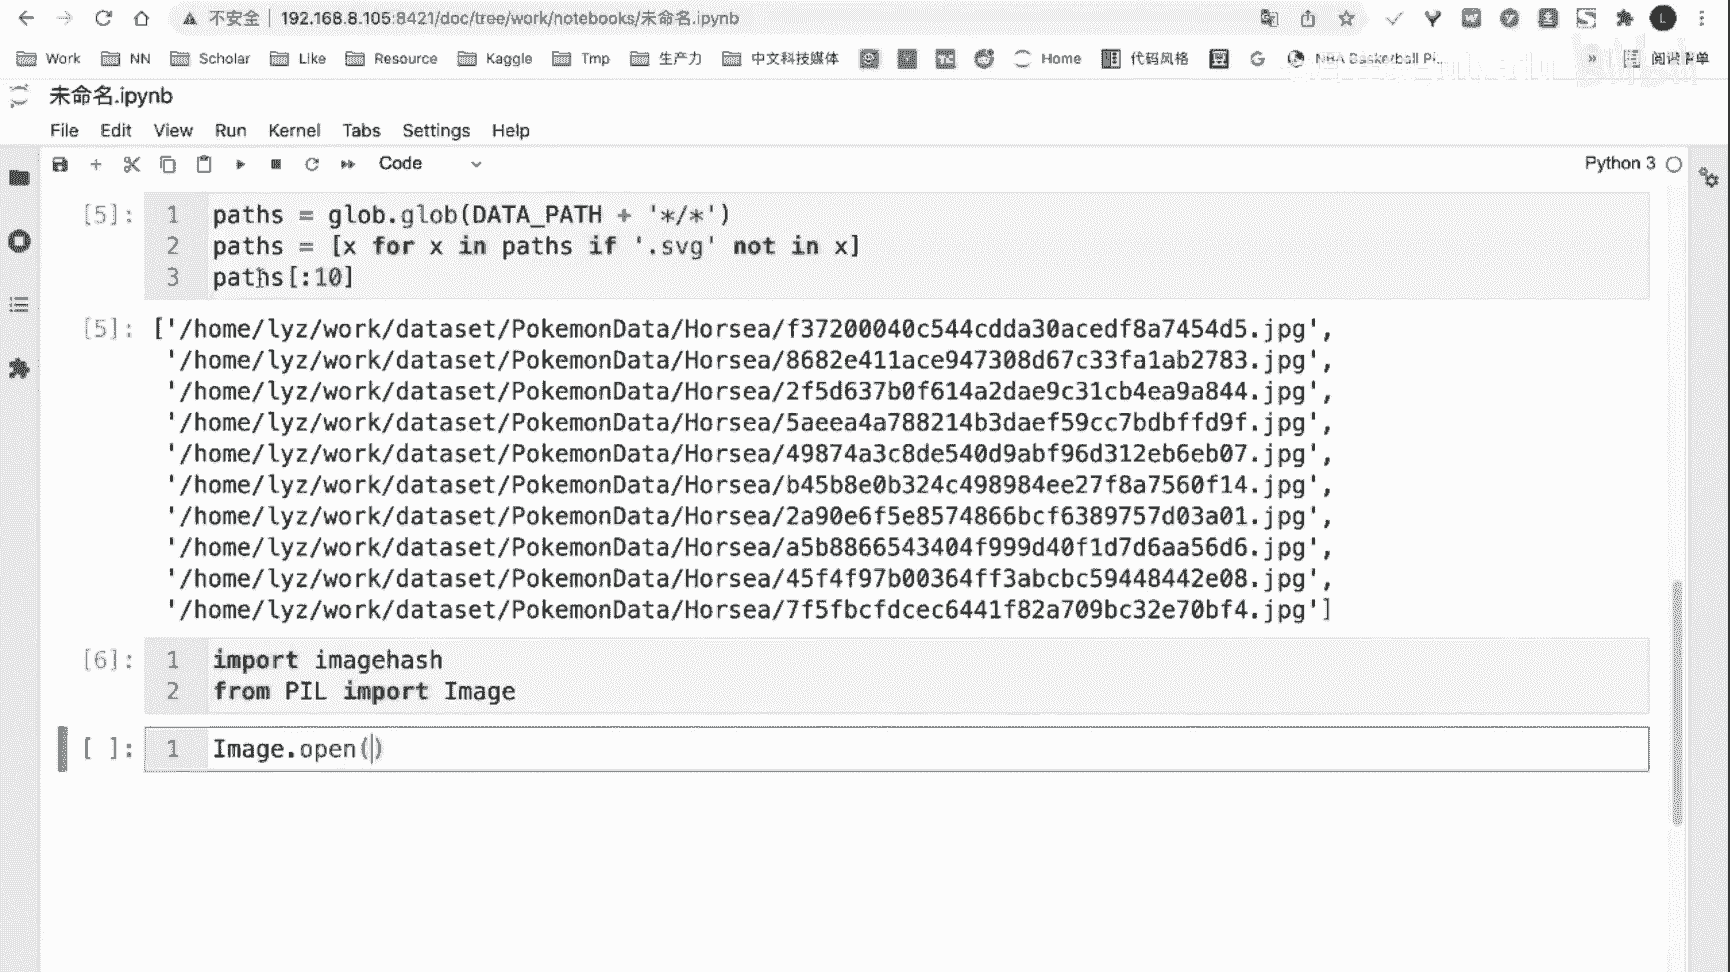 不安全 192.168.8.105:8421/doc/tree/work/notebooks/未命名.ipynb
Work NN Scholar Like Resource Kaggle Tmp 生产力 中文科技媒体 Home 代码风格 NBA Basketball Pi... » 阅读清单
未命名.ipynb
File Edit View Run Kernel Tabs Settings Help
Code Python 3
[5]: 1 paths = glob.glob(DATA_PATH + '*/*')
2 paths = [x for x in paths if '.svg' not in x]
3 paths[:10]
[5]: ['/home/lyz/work/dataset/PokemonData/Horsea/f37200040c544cdda30acedf8a7454d5.jpg',
'/home/lyz/work/dataset/PokemonData/Horsea/8682e411ace947308d67c33fa1ab2783.jpg',
'/home/lyz/work/dataset/PokemonData/Horsea/2f5d637b0f614a2dae9c31cb4ea9a844.jpg',
'/home/lyz/work/dataset/PokemonData/Horsea/5aeea4a788214b3daef59cc7bdbffd9f.jpg',
'/home/lyz/work/dataset/PokemonData/Horsea/49874a3c8de540d9abf96d312eb6eb07.jpg',
'/home/lyz/work/dataset/PokemonData/Horsea/b45b8e0b324c498984ee27f8a7560f14.jpg',
'/home/lyz/work/dataset/PokemonData/Horsea/2a90e6f5e8574866bcf6389757d03a01.jpg',
'/home/lyz/work/dataset/PokemonData/Horsea/a5b8866543404f999d40f1d7d6aa56d6.jpg',
'/home/lyz/work/dataset/PokemonData/Horsea/45f4f97b00364ff3abcbc59448442e08.jpg',
'/home/lyz/work/dataset/PokemonData/Horsea/7f5fbcfdcec6441f82a709bc32e70bf4.jpg']
[6]: 1 import imagehash
2 from PIL import Image
[ ]: 1 Image.open()